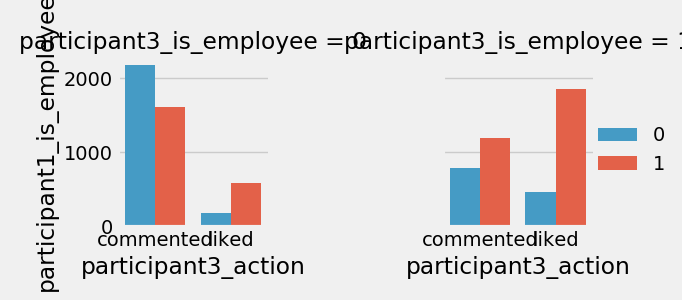 participant3_is_employee = 0
participant3_is_employee = 1
participant1_is_employee
2000
1000
0
commented
liked
commented
liked
participant3_action
participant3_action
0
1